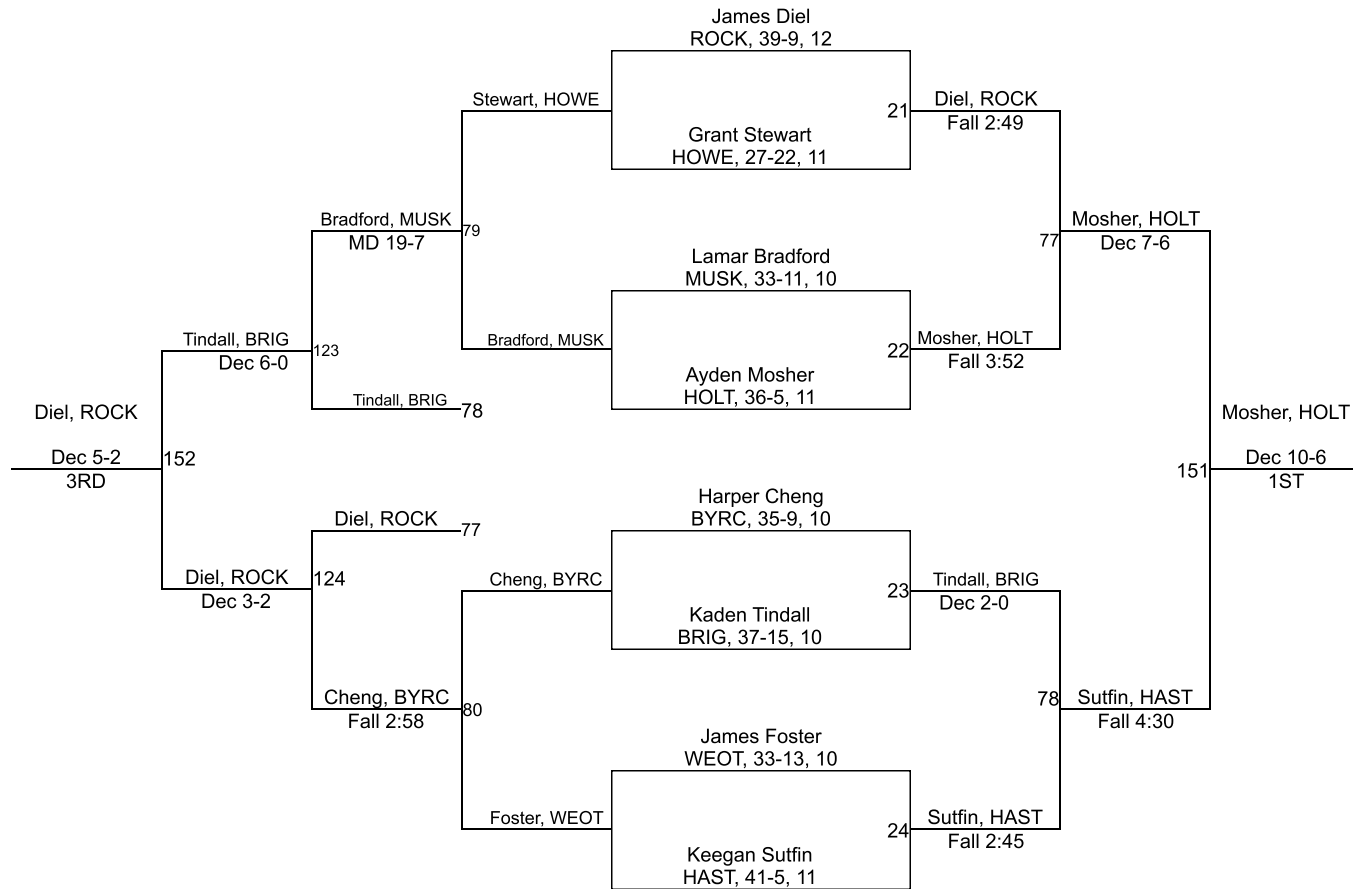 James Diel
ROCK, 39-9, 12
Stewart, HOWE
21
Diel, ROCK
Fall 2:49
Grant Stewart
HOWE, 27-22, 11
Bradford, MUSK
MD 19-7
79
77
Mosher, HOLT
Dec 7-6
Lamar Bradford
MUSK, 33-11, 10
Tindall, BRIG
Dec 6-0
123
Bradford, MUSK
22
Mosher, HOLT
Fall 3:52
Ayden Mosher
HOLT, 36-5, 11
Tindall, BRIG
78
Diel, ROCK
Dec 5-2
3RD
152
Mosher, HOLT
151
Dec 10-6
1ST
Harper Cheng
BYRC, 35-9, 10
Diel, ROCK
77
Diel, ROCK
Dec 3-2
124
Cheng, BYRC
23
Tindall, BRIG
Dec 2-0
Kaden Tindall
BRIG, 37-15, 10
Cheng, BYRC
Fall 2:58
80
78
Sutfin, HAST
Fall 4:30
James Foster
WEOT, 33-13, 10
Foster, WEOT
24
Sutfin, HAST
Fall 2:45
Keegan Sutfin
HAST, 41-5, 11